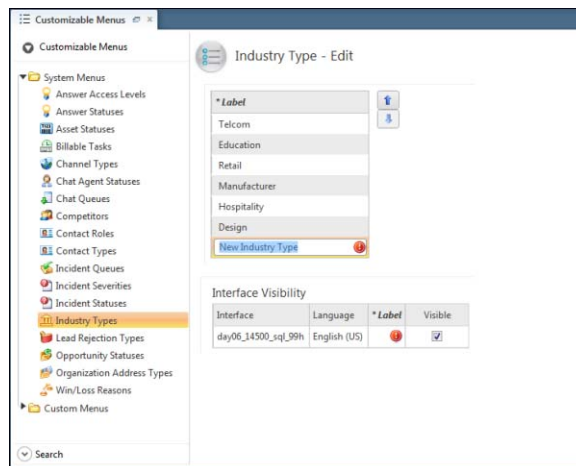 Customizable Menus
Customizable Menus
System Menus
Answer Access Levels
Answer Statuses
Asset Statuses
Billable Tasks
Channel Types
Chat Agent Statuses
Chat Queues
Competitors
Contact Roles
Contact Types
Incident Queues
Incident Severities
Incident Statuses
Industry Types
Lead Rejection Types
Opportunity Statuses
Organization Address Types
Win/Loss Reasons
Custom Menus
Search
Industry Type - Edit
* Label
Telcom
Education
Retail
Manufacturer
Hospitality
Design
New Industry Type
Interface Visibility
Interface Language * Label Visible
day06_14500_sql_99h English (US)